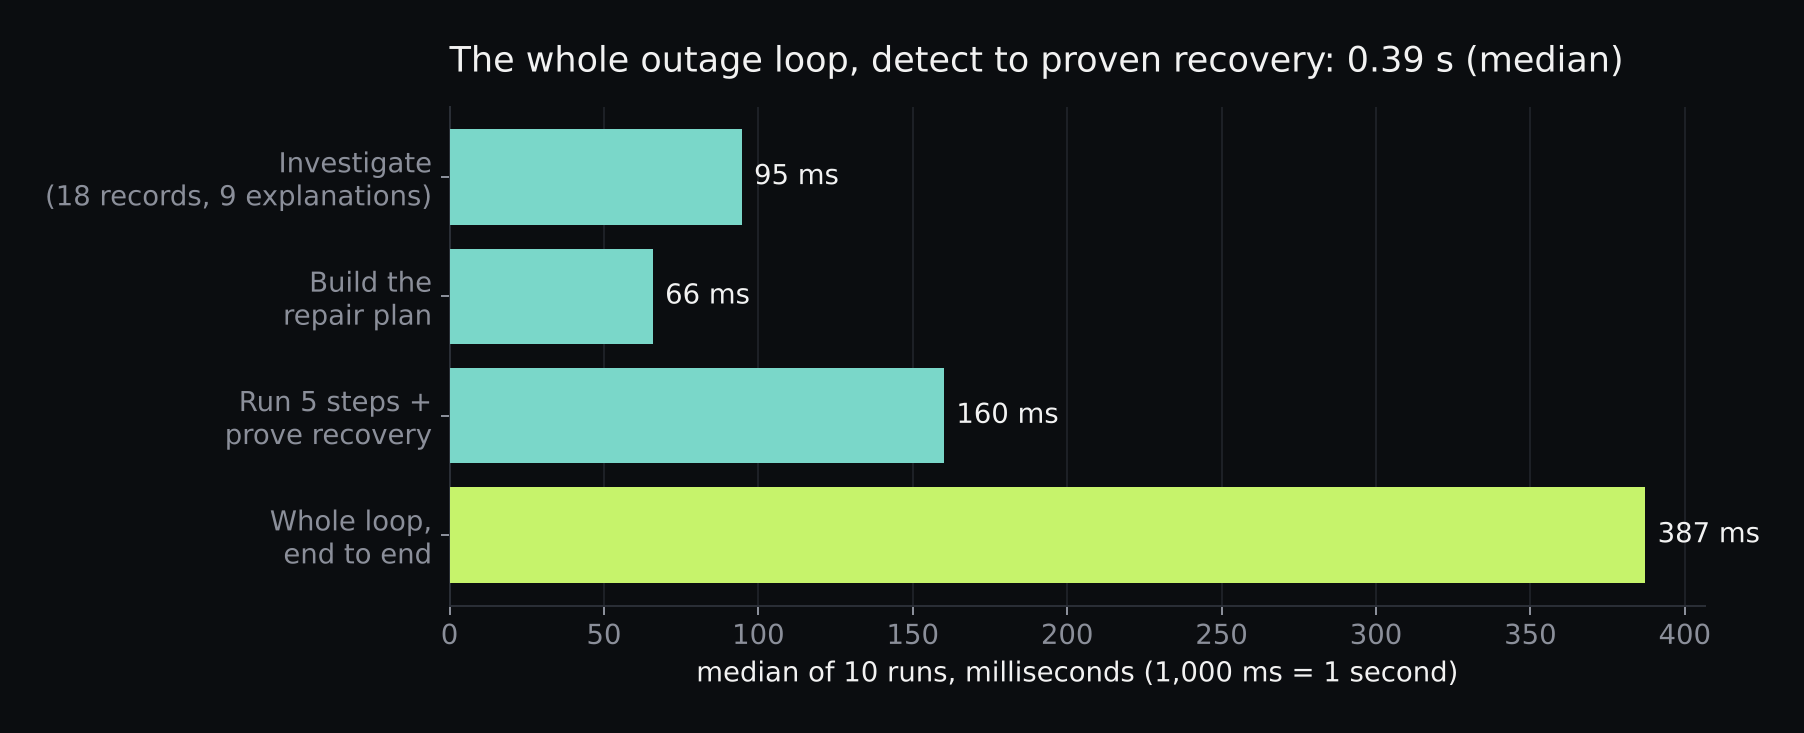 The whole outage loop, detect to proven recovery: 0.39 s (median)
Investigate
(18 records, 9 explanations)
95 ms
Build the
repair plan
66 ms
Run 5 steps +
prove recovery
160 ms
Whole loop,
end to end
387 ms
0 50 100 150 200 250 300 350 400
median of 10 runs, milliseconds (1,000 ms = 1 second)